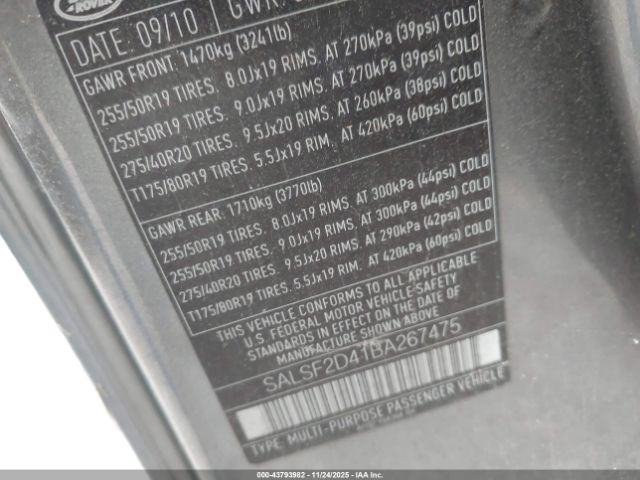 ROVER
DATE: 09/10 GWR
GAWR FRONT: 1470kg (3241lb)
255/50R19 TIRES. 8.0Jx19 RIMS. AT 270kPa (39psi) COLD
255/50R19 TIRES. 9.0Jx19 RIMS. AT 270kPa (39psi) COLD
275/40R20 TIRES. 9.5Jx20 RIMS. AT 260kPa (38psi) COLD
T175/80R19 TIRES. 5.5Jx19 RIM. AT 420kPa (60psi) COLD
GAWR REAR: 1710kg (3770lb)
255/50R19 TIRES. 8.0Jx19 RIMS. AT 300kPa (44psi) COLD
255/50R19 TIRES. 9.0Jx19 RIMS. AT 300kPa (44psi) COLD
275/40R20 TIRES. 9.5Jx20 RIMS. AT 290kPa (42psi) COLD
T175/80R19 TIRES. 5.5Jx19 RIM. AT 420kPa (60psi) COLD
THIS VEHICLE CONFORMS TO ALL APPLICABLE
U.S. FEDERAL MOTOR VEHICLE SAFETY
STANDARDS IN EFFECT ON THE DATE OF
MANUFACTURE SHOWN ABOVE.
SALSF2D41BA267475
TYPE: MULTI-PURPOSE PASSENGER VEHICLE
000-43793982 - 11/24/2025 - IAAI.COM